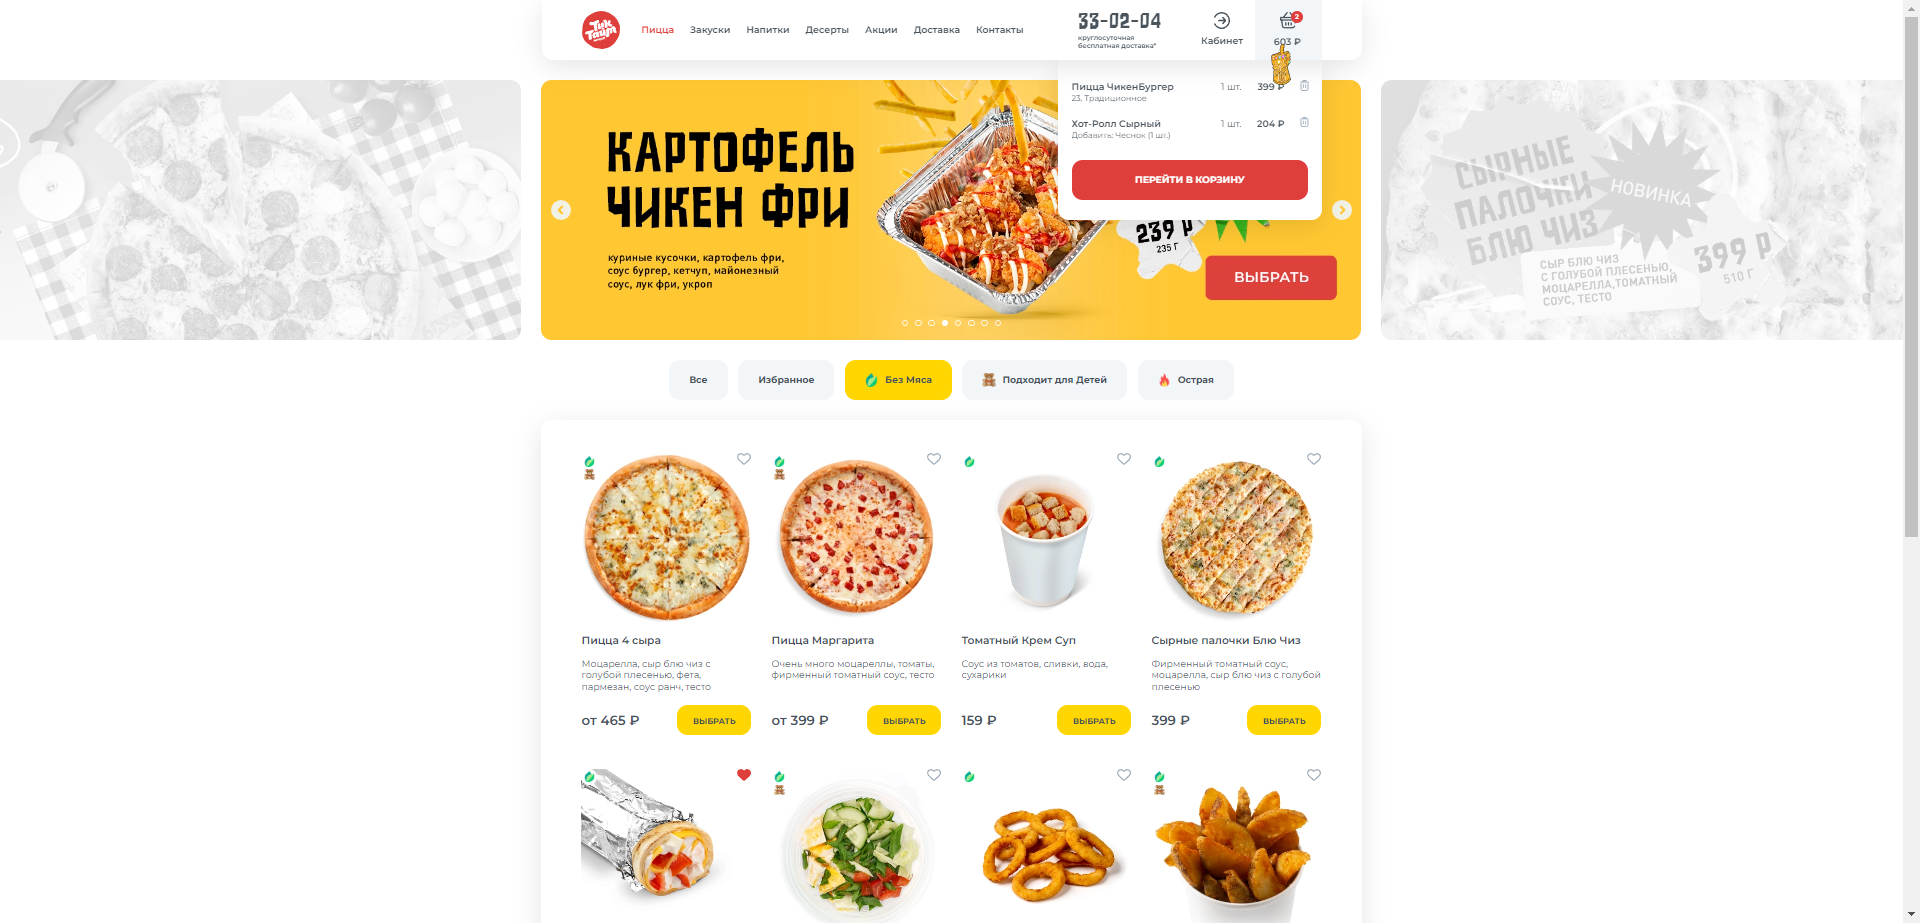 Тик Таун
Пицца
Закуски
Напитки
Десерты
Акции
Доставка
Контакты
33-02-04
круглосуточная
бесплатная доставка*
Кабинет
2
603 ₽
Пицца ЧикенБургер
1 шт.
399 ₽
23, Традиционное
Хот-Ролл Сырный
1 шт.
204 ₽
Добавить: Чеснок (1 шт.)
ПЕРЕЙТИ В КОРЗИНУ
КАРТОФЕЛЬ
ЧИКЕН ФРИ
куриные кусочки, картофель фри,
соус бургер, кетчуп, майонезный
соус, лук фри, укроп
239 Р
235 Г
ВЫБРАТЬ
СЫРНЫЕ
ПАЛОЧКИ
БЛЮ ЧИЗ
НОВИНКА
СЫР БЛЮ ЧИЗ
С ГОЛУБОЙ ПЛЕСЕНЬЮ,
МОЦАРЕЛЛА,ТОМАТНЫЙ
СОУС, ТЕСТО
399 Р
510 Г
Все
Избранное
Без Мяса
Подходит для Детей
Острая
Пицца 4 сыра
Моцарелла, сыр блю чиз с
голубой плесенью, фета,
пармезан, соус ранч, тесто
от 465 ₽
ВЫБРАТЬ
Пицца Маргарита
Очень много моцареллы, томаты,
фирменный томатный соус, тесто
от 399 ₽
ВЫБРАТЬ
Томатный Крем Суп
Соус из томатов, сливки, вода,
сухарики
159 ₽
ВЫБРАТЬ
Сырные палочки Блю Чиз
Фирменный томатный соус,
моцарелла, сыр блю чиз с голубой
плесенью
399 ₽
ВЫБРАТЬ